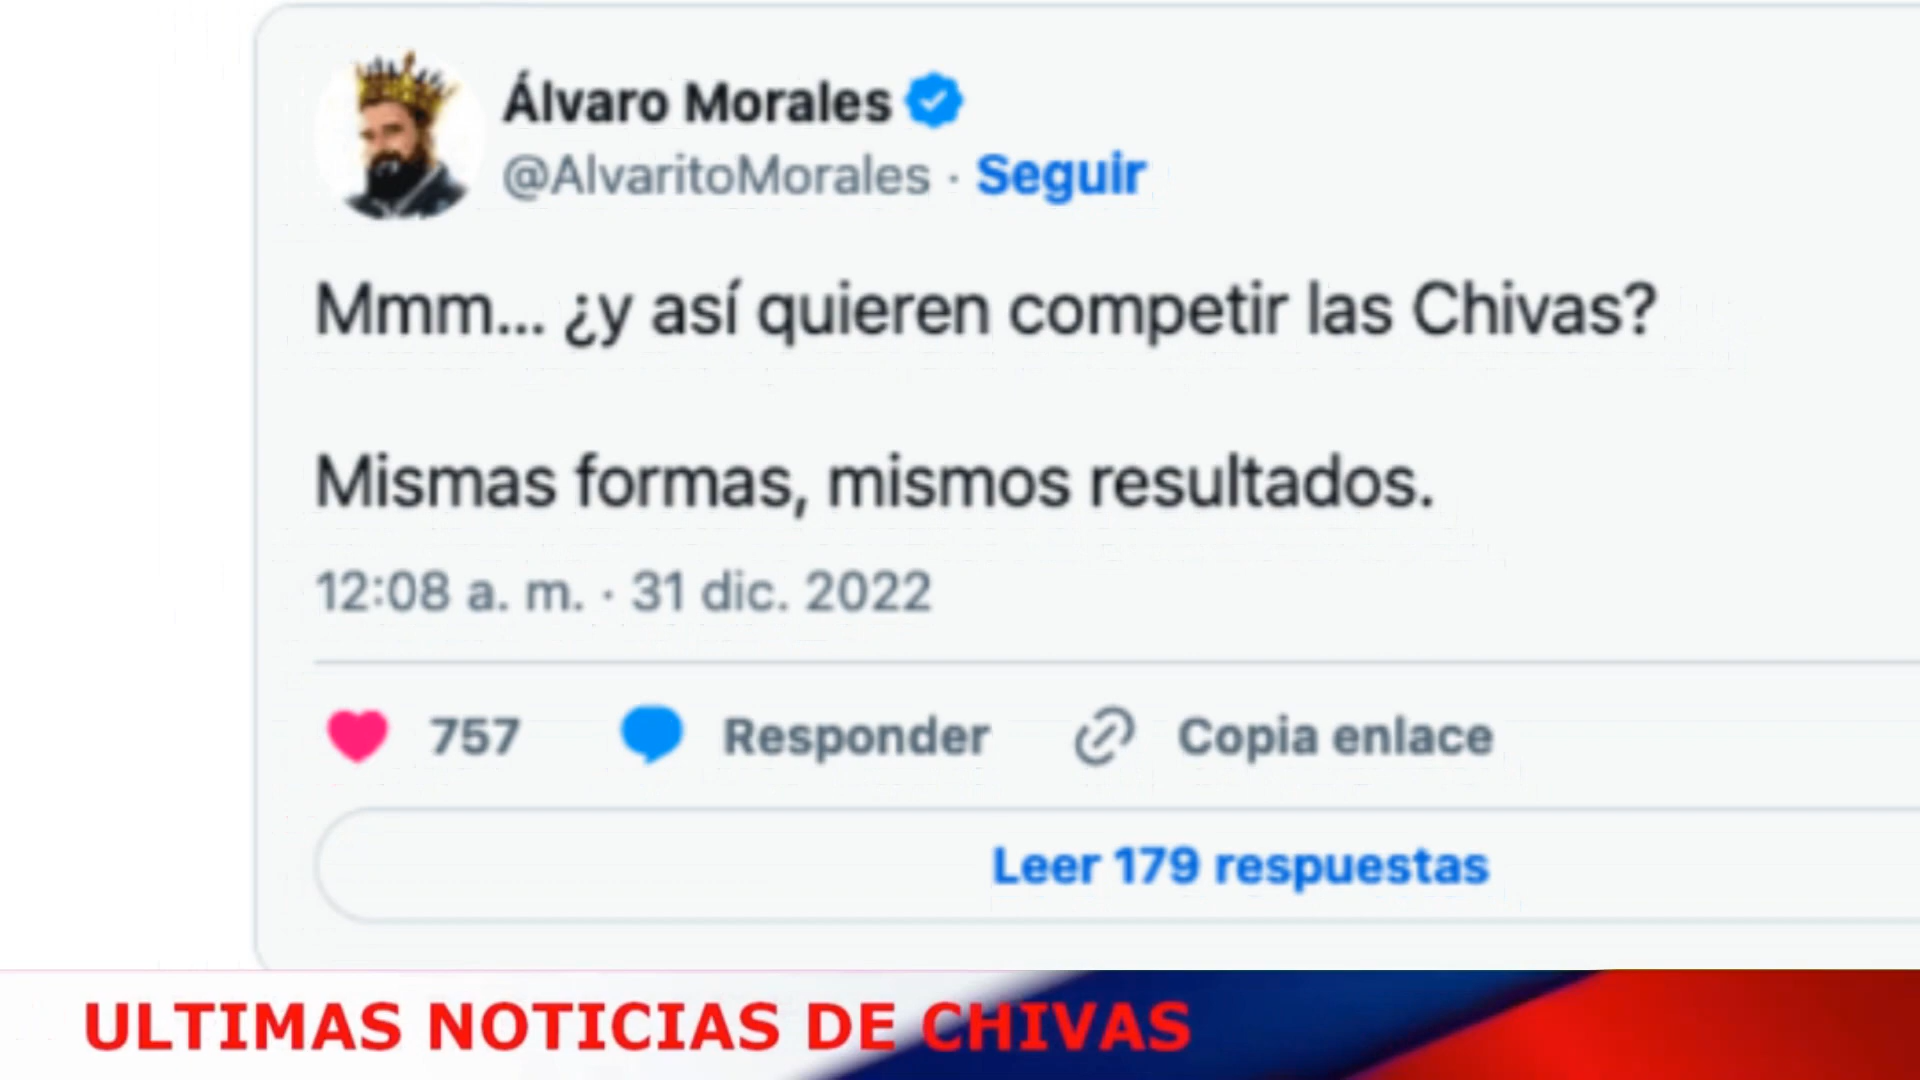 Álvaro Morales
@AlvaritoMorales · Seguir
Mmm... ¿y así quieren competir las Chivas?
Mismas formas, mismos resultados.
12:08 a. m. · 31 dic. 2022
757 Responder Copia enlace
Leer 179 respuestas
ULTIMAS NOTICIAS DE CHIVAS